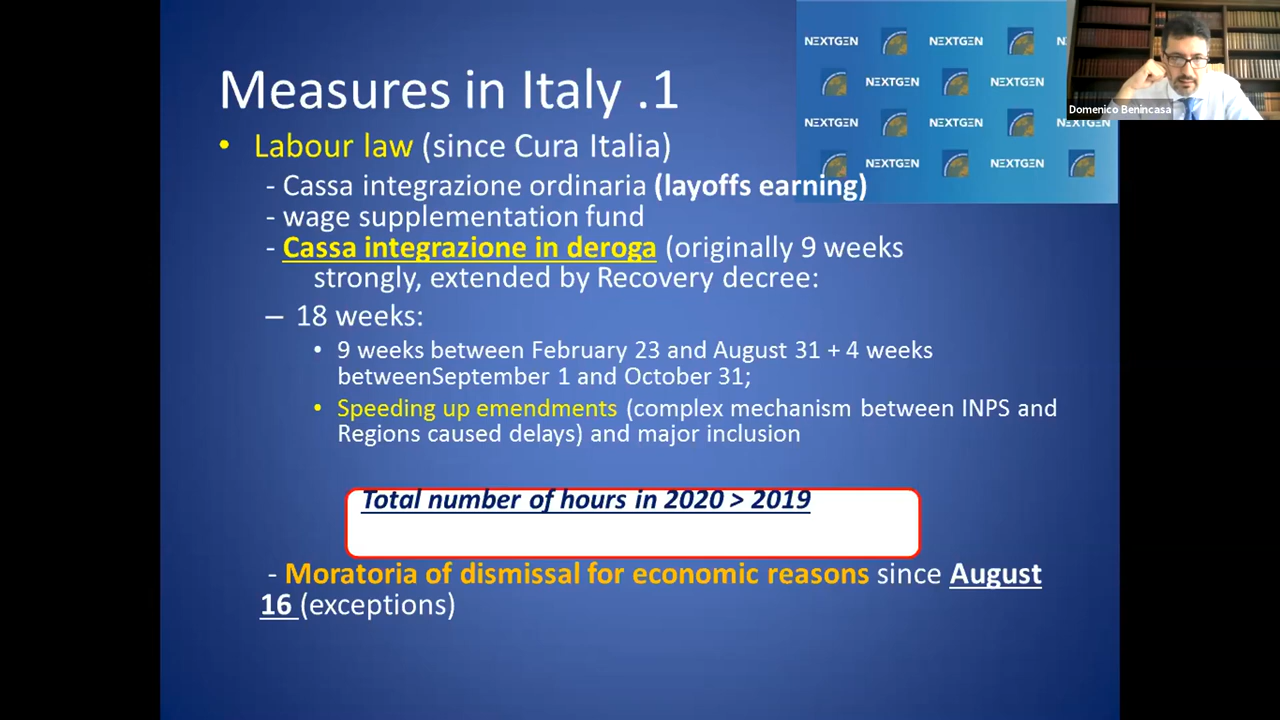 Measures in Italy .1
NEXTGEN NEXTGEN N
NEXTGEN NEXTGEN
NEXTGEN NEXTGEN NEXTGEN
NEXTGEN NEXTGEN
Domenico Benincasa
• Labour law (since Cura Italia)
- Cassa integrazione ordinaria (layoffs earning)
- wage supplementation fund
- Cassa integrazione in deroga (originally 9 weeks
strongly, extended by Recovery decree:
– 18 weeks:
• 9 weeks between February 23 and August 31 + 4 weeks
betweenSeptember 1 and October 31;
• Speeding up emendments (complex mechanism between INPS and
Regions caused delays) and major inclusion
Total number of hours in 2020 > 2019
- Moratoria of dismissal for economic reasons since August
16 (exceptions)